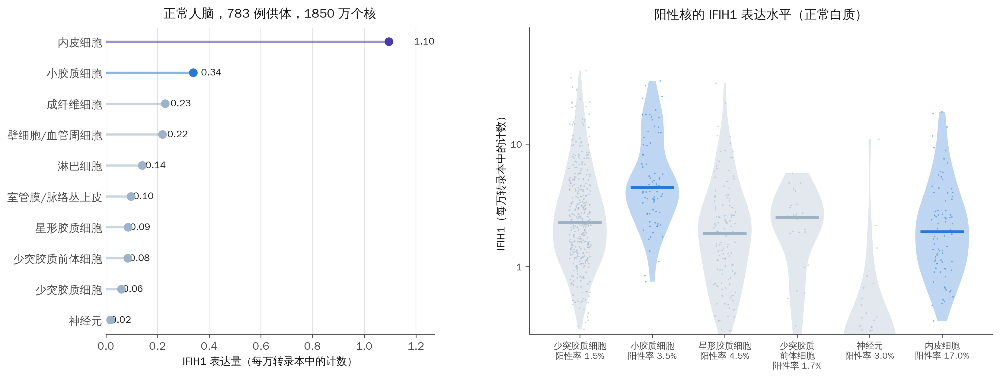 正常人脑，783 例供体，1850 万个核
内皮细胞
1.10
小胶质细胞
0.34
成纤维细胞
0.23
壁细胞/血管周细胞
0.22
淋巴细胞
0.14
室管膜/脉络丛上皮
0.10
星形胶质细胞
0.09
少突胶质前体细胞
0.08
少突胶质细胞
0.06
神经元
0.02
0.0 0.2 0.4 0.6 0.8 1.0 1.2
IFIH1 表达量（每万转录本中的计数）
阳性核的 IFIH1 表达水平（正常白质）
IFIH1（每万转录本中的计数）
10
1
少突胶质细胞
阳性率 1.5%
小胶质细胞
阳性率 3.5%
星形胶质细胞
阳性率 4.5%
少突胶质
前体细胞
阳性率 1.7%
神经元
阳性率 3.0%
内皮细胞
阳性率 17.0%